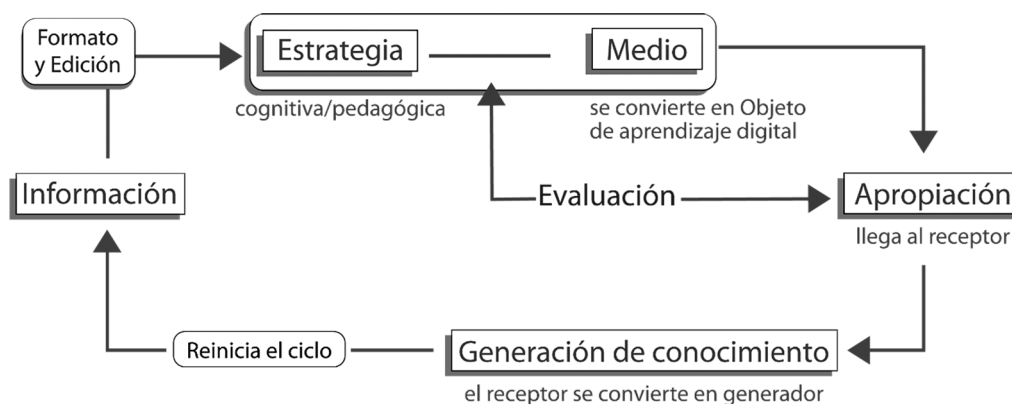 Formato
y Edición
Estrategia
Medio
cognitiva/pedagógica
se convierte en Objeto
de aprendizaje digital
Información
Evaluación
Apropiación
llega al receptor
Reinicia el ciclo
Generación de conocimiento
el receptor se convierte en generador